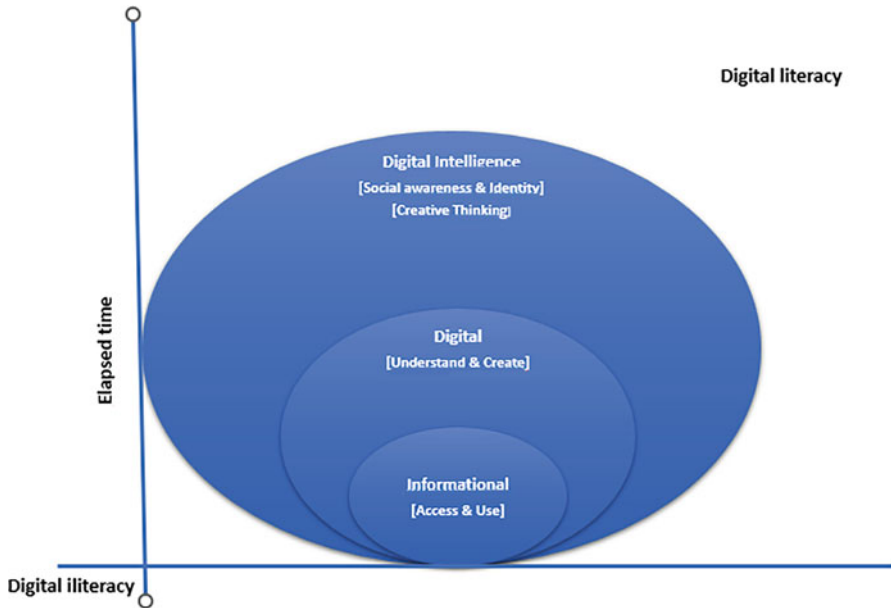 Digital literacy
Digital Intelligence
[Social awareness & Identity]
[Creative Thinking]
Elapsed time
Digital
[Understand & Create]
Informational
[Access & Use]
Digital iliteracy